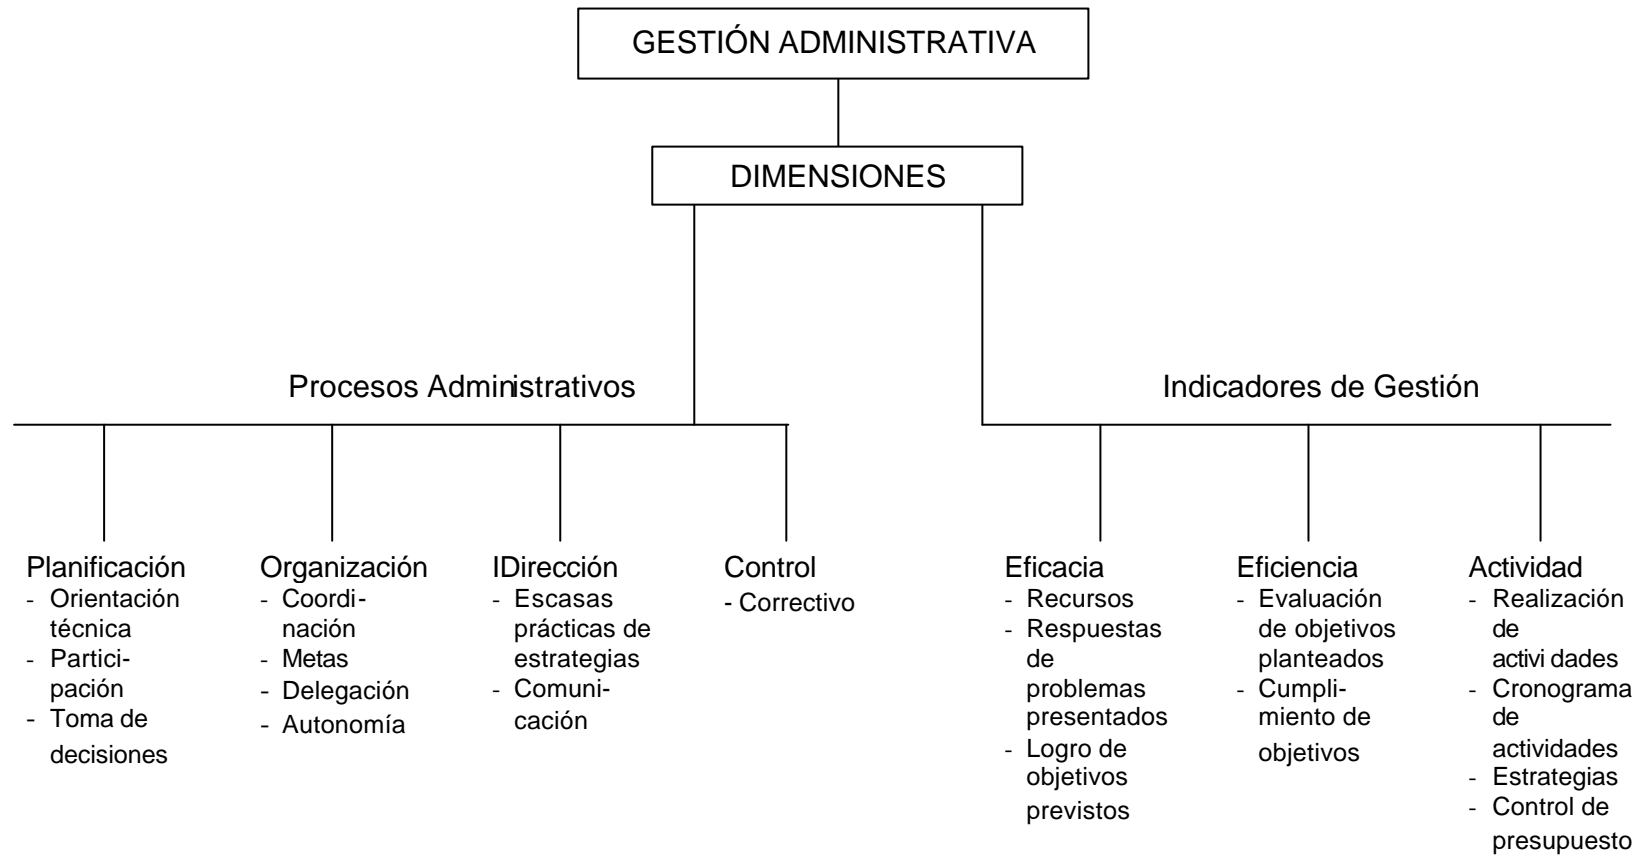 GESTIÓN ADMINISTRATIVA
DIMENSIONES
Procesos Administrativos
Indicadores de Gestión
Planificación
- Orientación
técnica
- Partici-
pación
- Toma de
decisiones
Organización
- Coordi-
nación
- Metas
- Delegación
- Autonomía
IDirección
- Escasas
prácticas de
estrategias
- Comuni-
cación
Control
- Correctivo
Eficacia
- Recursos
- Respuestas
de
problemas
presentados
- Logro de
objetivos
previstos
Eficiencia
- Evaluación
de objetivos
planteados
- Cumpli-
miento de
objetivos
Actividad
- Realización
de
activi dades
- Cronograma
de
actividades
- Estrategias
- Control de
presupuesto